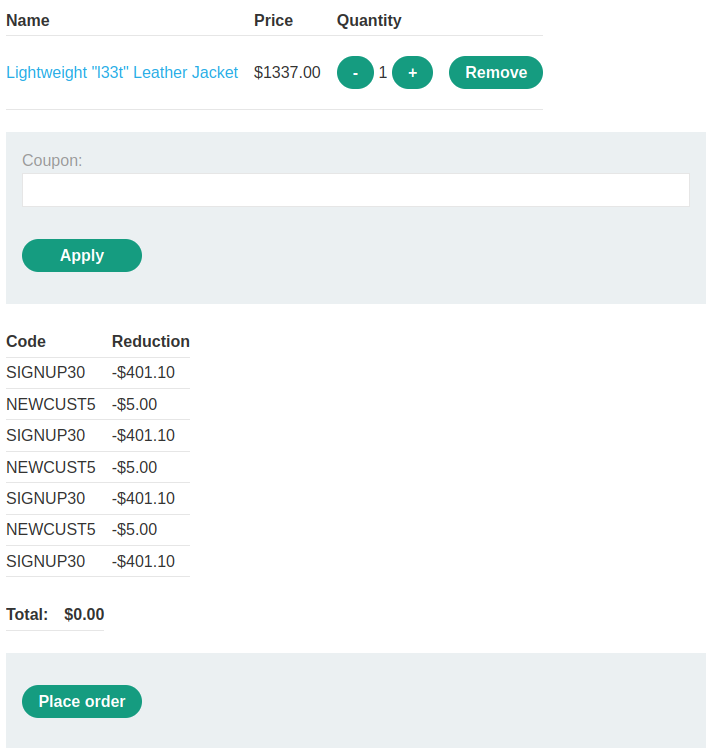 Name Price Quantity
Lightweight "l33t" Leather Jacket $1337.00 - 1 + Remove
Coupon:
Apply
Code Reduction
SIGNUP30 -$401.10
NEWCUST5 -$5.00
SIGNUP30 -$401.10
NEWCUST5 -$5.00
SIGNUP30 -$401.10
NEWCUST5 -$5.00
SIGNUP30 -$401.10
Total: $0.00
Place order